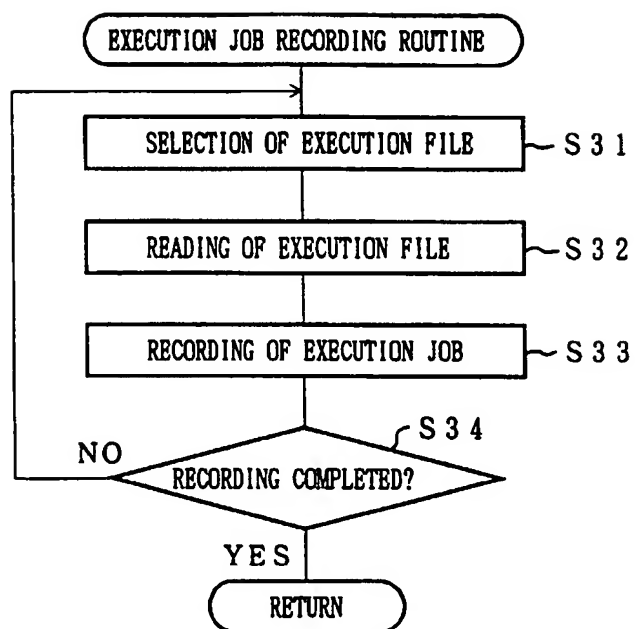 EXECUTION JOB RECORDING ROUTINE
SELECTION OF EXECUTION FILE
S31
READING OF EXECUTION FILE
S32
RECORDING OF EXECUTION JOB
S33
S34
NO
RECORDING COMPLETED?
YES
RETURN